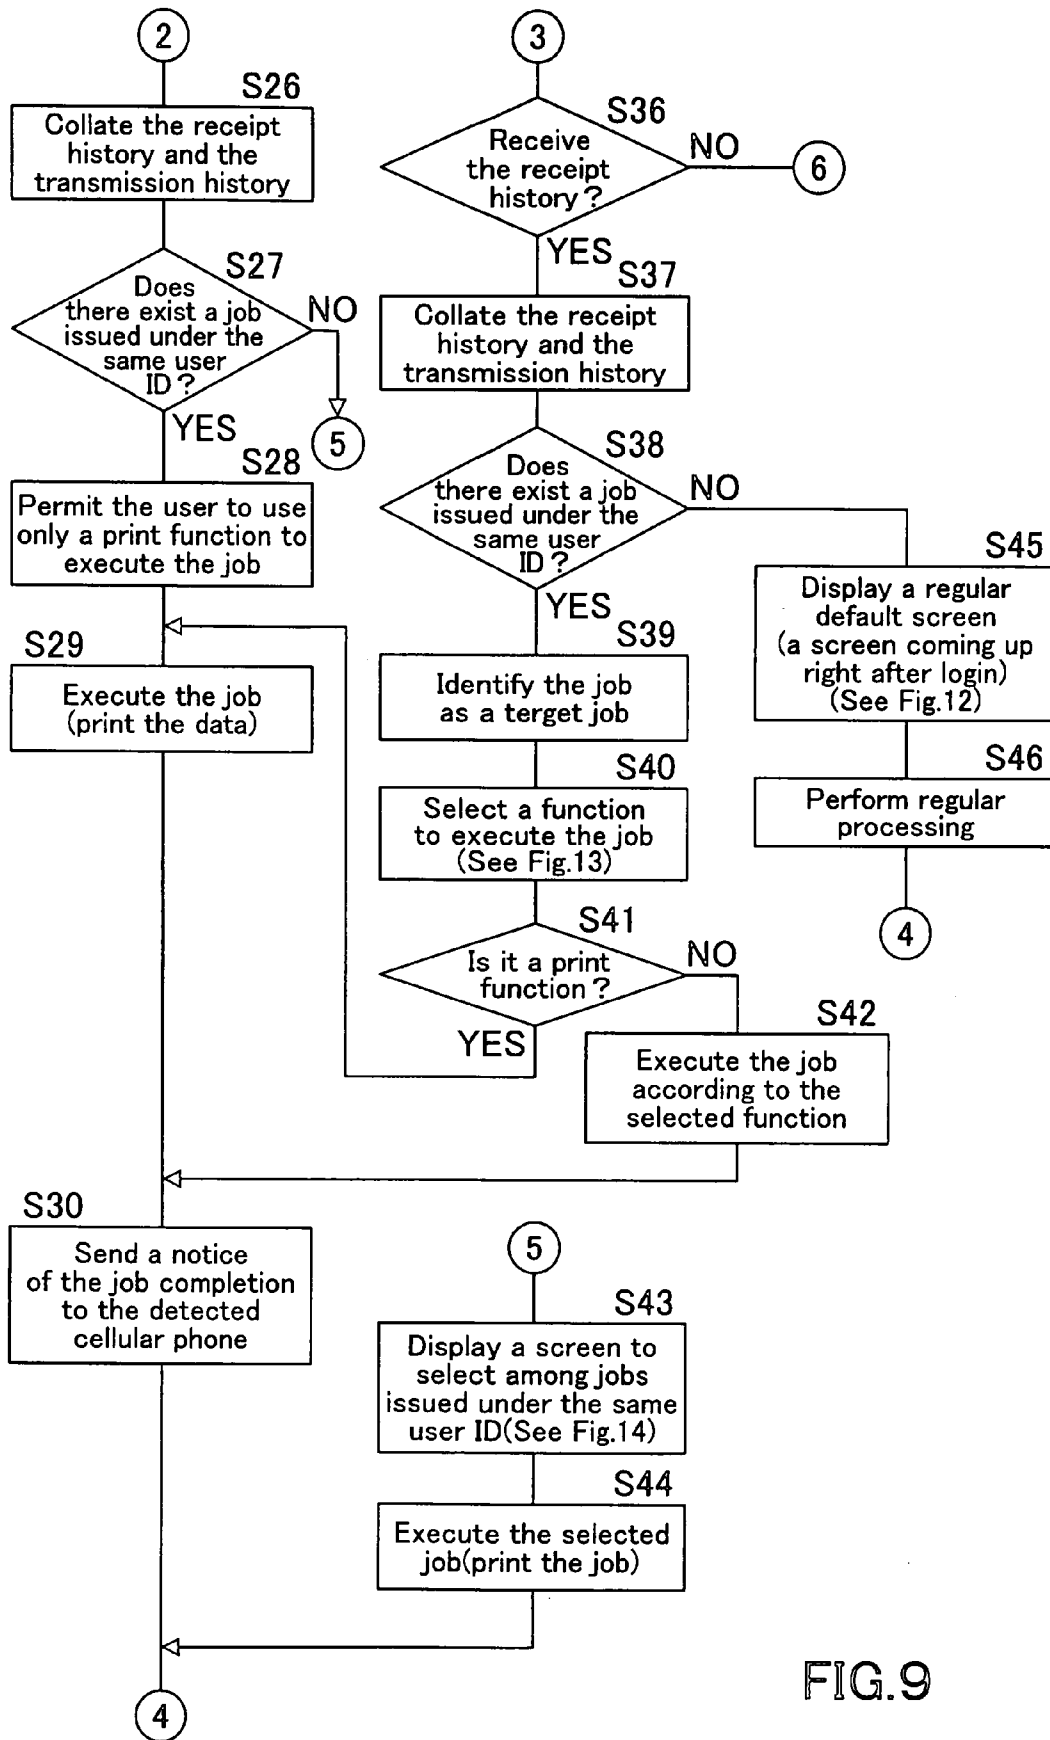 2
S26
Collate the receipt
history and the
transmission history
S27
Does
there exist a job
issued under the
same user
ID?
NO
5
YES
S28
Permit the user to use
only a print function to
execute the job
S29
Execute the job
(print the data)
S30
Send a notice
of the job completion
to the detected
cellular phone
4
3
S36
Receive
the receipt
history?
NO
6
YES
S37
Collate the receipt
history and the
transmission history
S38
Does
there exist a job
issued under the
same user
ID?
NO
YES
S39
Identify the job
as a terget job
S40
Select a function
to execute the job
(See Fig.13)
S41
Is it a print
function?
NO
YES
S42
Execute the job
according to the
selected function
S45
Display a regular
default screen
(a screen coming up
right after login)
(See Fig.12)
S46
Perform regular
processing
4
5
S43
Display a screen to
select among jobs
issued under the same
user ID(See Fig.14)
S44
Execute the selected
job(print the job)
FIG.9